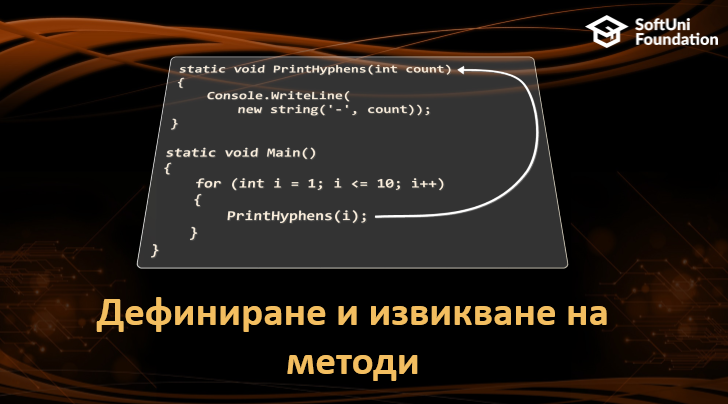 SoftUni
Foundation
static void PrintHyphens(int count)
{
Console.WriteLine(
new string('-', count));
}
static void Main()
{
for (int i = 1; i <= 10; i++)
{
PrintHyphens(i);
}
}
Дефиниране и извикване на
методи